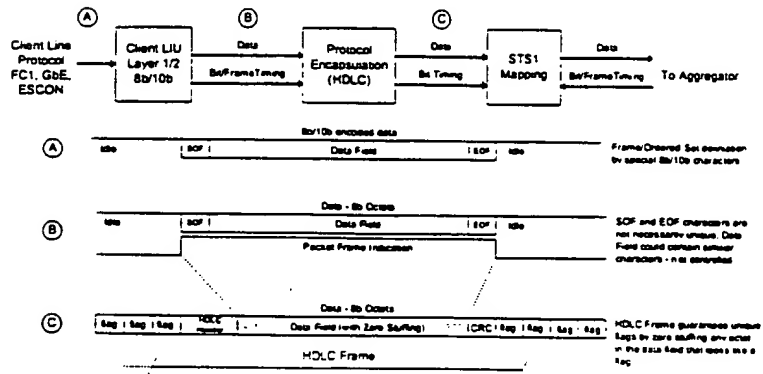 A
B
C
Client Line
Protocol
FC1, GbE,
ESCON
Client LIU
Layer 1/2
8b/10b
Data
Bit/Frame Timing
Protocol
Encapsulation
(HDLC)
Data
Bit Timing
STS1
Mapping
Data
Bit/Frame Timing
To Aggregator
A
8b/10b encoded data
Idle
SOF
Data Field
EOF
Idle
Frame/Ordered Set
by special 8b/10b characters
B
Data - 8b Octets
Idle
SOF
Data Field
EOF
Idle
Packet Frame Indication
SOF and EOF characters are
not necessarily unique. Data
Field could contain similar
characters - not controlled
C
Data - 8b Octets
flag flag flag
HDLC
Data Field (with Zero Stuffing)
CRC
flag flag flag flag
HDLC Frame guarantees unique
flags by zero stuffing any octet
in the data field that looks like a
flag
HDLC Frame